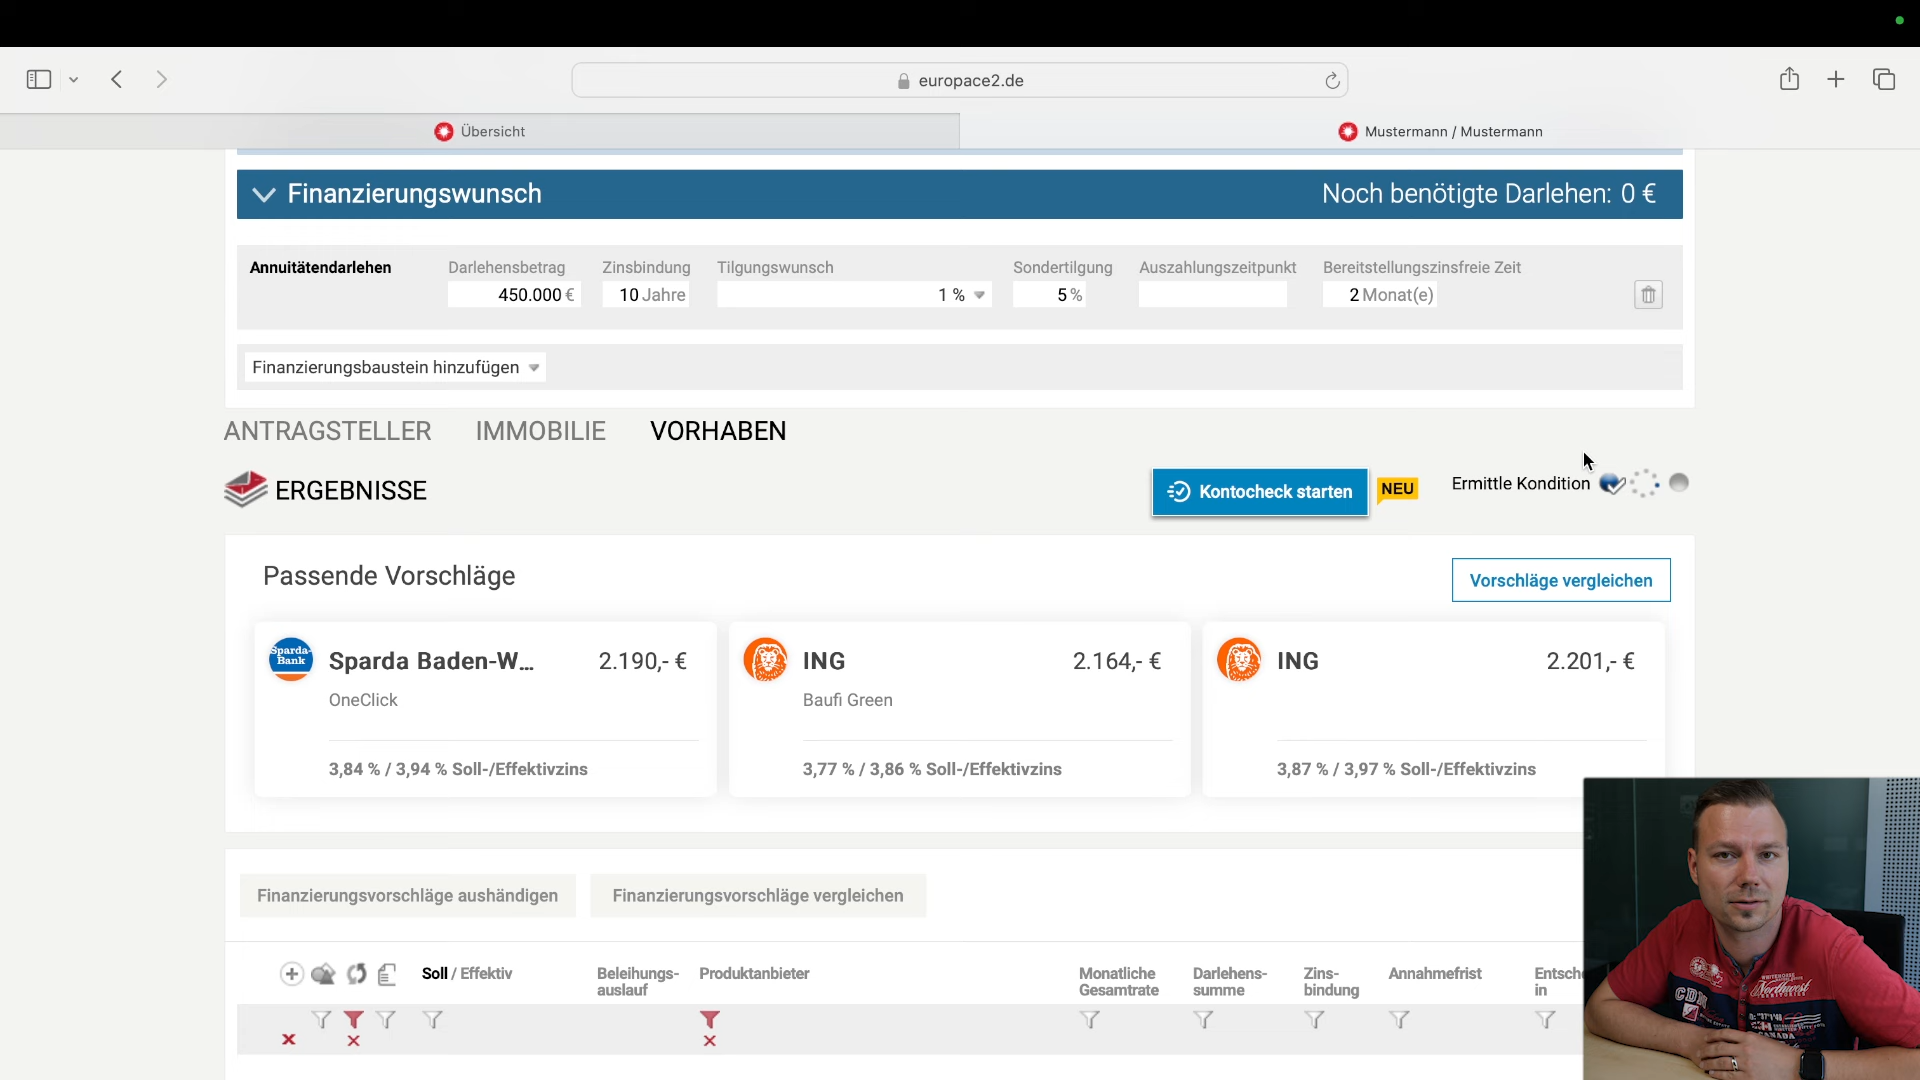 europace2.de
Übersicht
Mustermann / Mustermann
Finanzierungswunsch
Noch benötigte Darlehen: 0 €
Annuitätendarlehen
Darlehensbetrag
Zinsbindung
Tilgungswunsch
Sondertilgung
Auszahlungszeitpunkt
Bereitstellungszinsfreie Zeit
450.000 €
10 Jahre
1 %
5 %
2 Monat(e)
Finanzierungsbaustein hinzufügen
ANTRAGSTELLER
IMMOBILIE
VORHABEN
ERGEBNISSE
Kontocheck starten
NEU
Ermittle Kondition
Passende Vorschläge
Vorschläge vergleichen
Sparda-
Bank
Sparda Baden-W...
2.190,- €
OneClick
3,84 % / 3,94 % Soll-/Effektivzins
ING
2.164,- €
Baufi Green
3,77 % / 3,86 % Soll-/Effektivzins
ING
2.201,- €
3,87 % / 3,97 % Soll-/Effektivzins
Finanzierungsvorschläge aushändigen
Finanzierungsvorschläge vergleichen
Soll / Effektiv
Beleihungs-
auslauf
Produktanbieter
Monatliche
Gesamtrate
Darlehens-
summe
Zins-
bindung
Annahmefrist
Entsch
in
Northwest